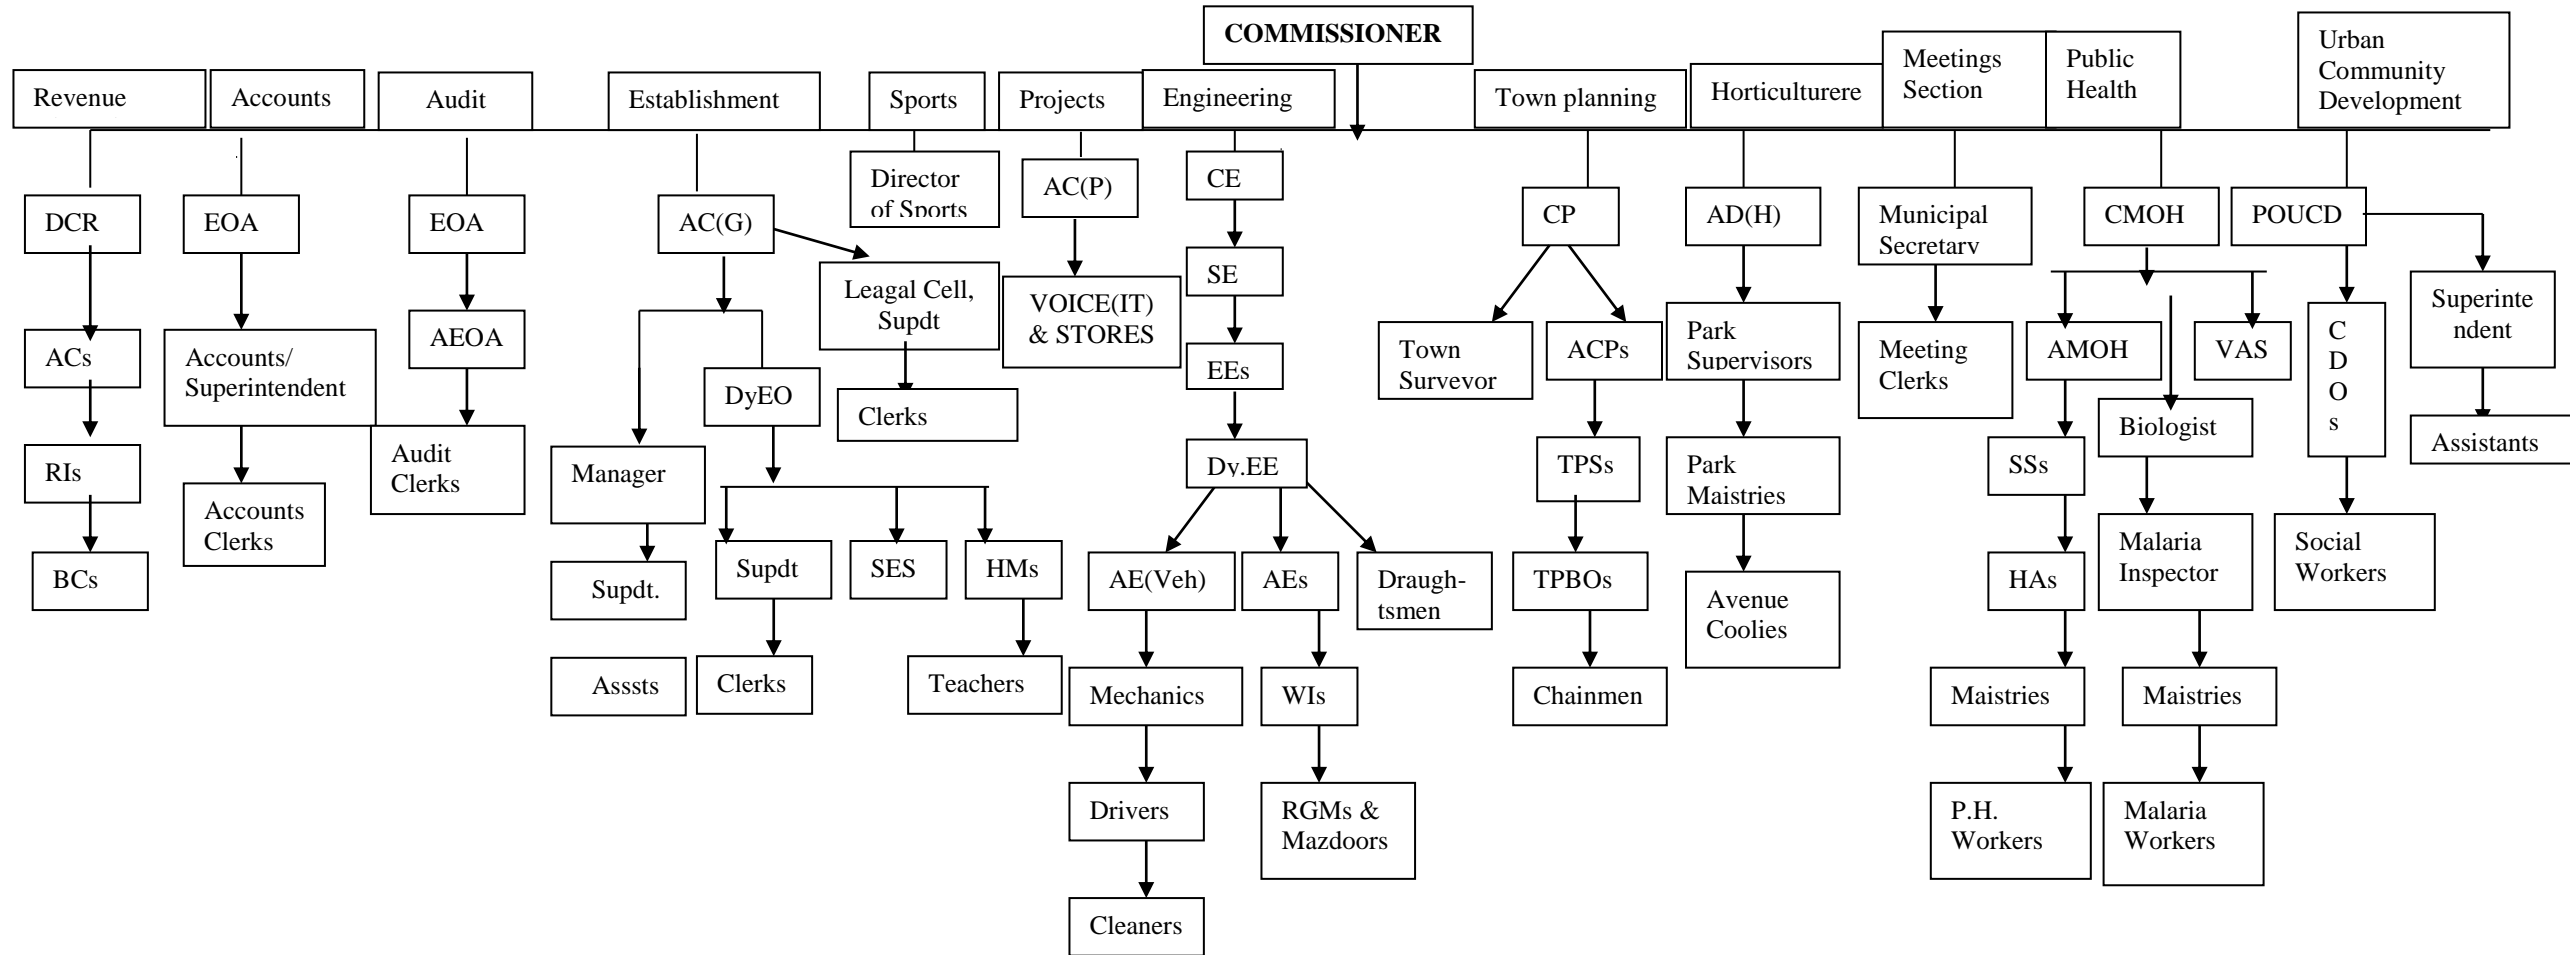 COMMISSIONER
Revenue
Accounts
Audit
Establishment
Sports
Projects
Engineering
Town planning
Horticulturere
Meetings
Section
Public
Health
Urban
Community
Development
DCR
EOA
EOA
AC(G)
Director
of Sports
AC(P)
CE
CP
AD(H)
Municipal
Secretary
CMOH
POUCD
SE
Leagal Cell,
Supdt
VOICE(IT)
& STORES
Superinte
ndent
ACs
Accounts/
Superintendent
AEOA
EEs
Town
Surveyor
ACPs
Park
Supervisors
Meeting
Clerks
AMOH
VAS
C
D
O
s
DyEO
Clerks
Biologist
Assistants
RIs
Audit
Clerks
Manager
Dy.EE
TPSs
Park
Maistries
SSs
Accounts
Clerks
BCs
Supdt.
Supdt
SES
HMs
AE(Veh)
AEs
Draugh-
tsmen
TPBOs
Avenue
Coolies
HAs
Malaria
Inspector
Social
Workers
Asssts
Clerks
Teachers
Mechanics
WIs
Chainmen
Maistries
Maistries
Drivers
RGMs &
Mazdoors
P.H.
Workers
Malaria
Workers
Cleaners